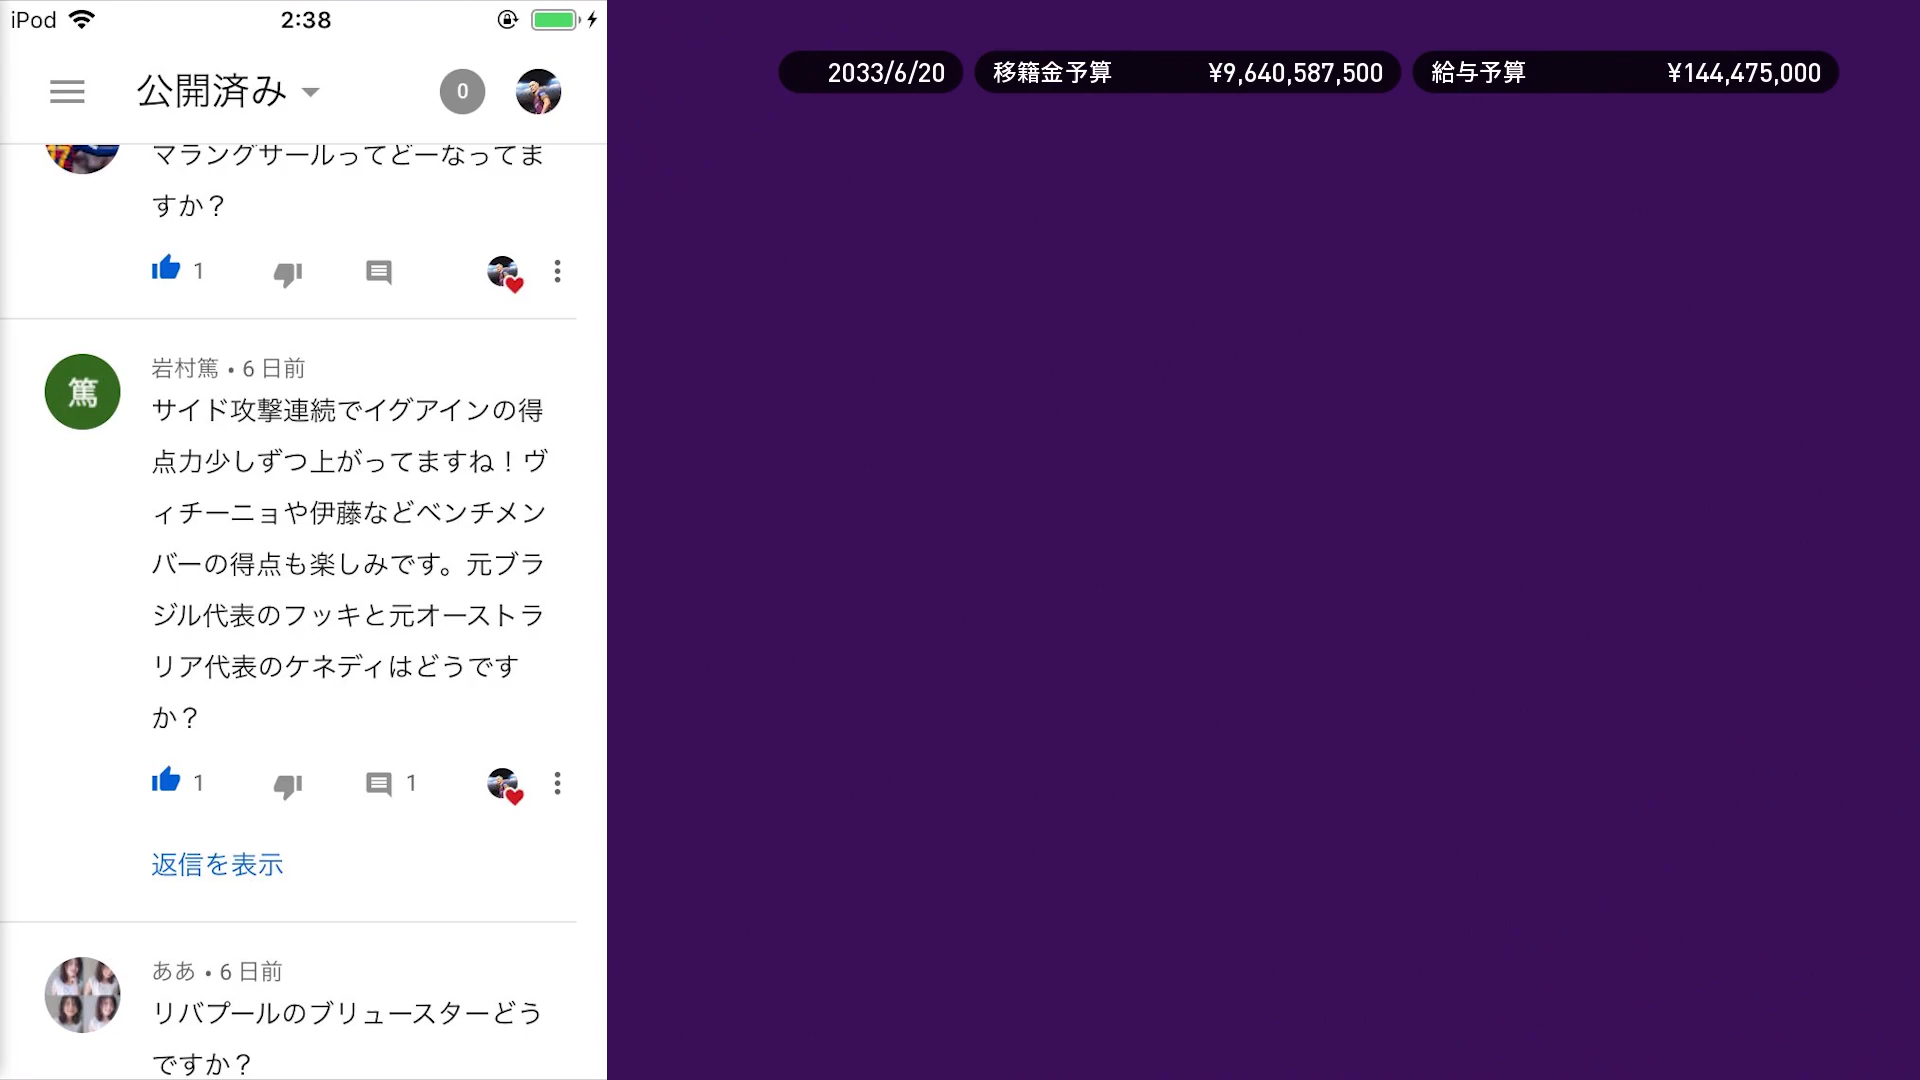 iPod 2:38
公開済み 0
マラングサールってどーなってま
すか？
1
岩村篤 • 6 日前
篤
サイド攻撃連続でイグアインの得
点力少しずつ上がってますね！ヴ
ィチーニョや伊藤などベンチメン
バーの得点も楽しみです。元ブラ
ジル代表のフッキと元オーストラ
リア代表のケネディはどうです
か？
1 1
返信を表示
ああ • 6 日前
リバプールのブリュースターどう
ですか？
2033/6/20 移籍金予算 ¥9,640,587,500 給与予算 ¥144,475,000